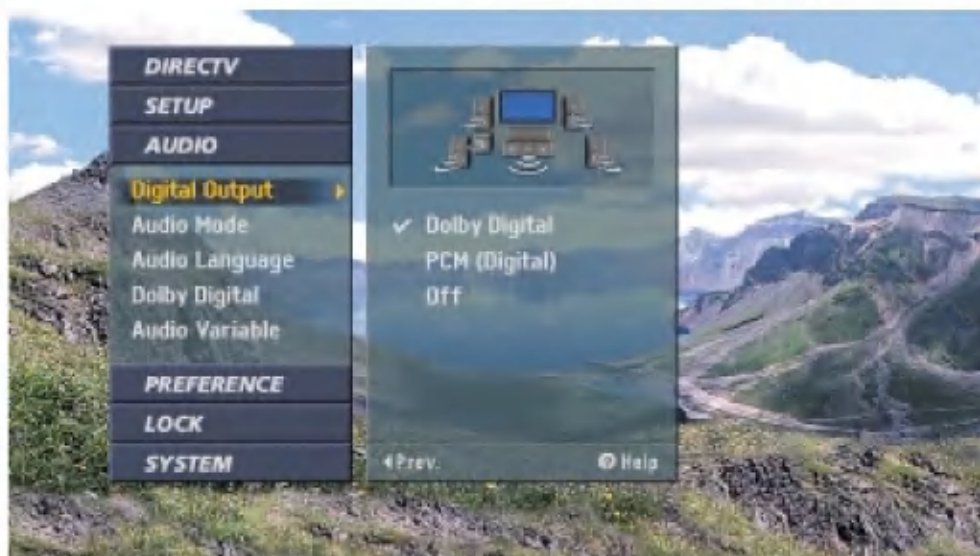 DIRECTV
SETUP
AUDIO
Digital Output
Audio Mode
Audio Language
Dolby Digital
Audio Variable
PREFERENCE
LOCK
SYSTEM
✓ Dolby Digital
PCM (Digital)
Off
Prev.
Help